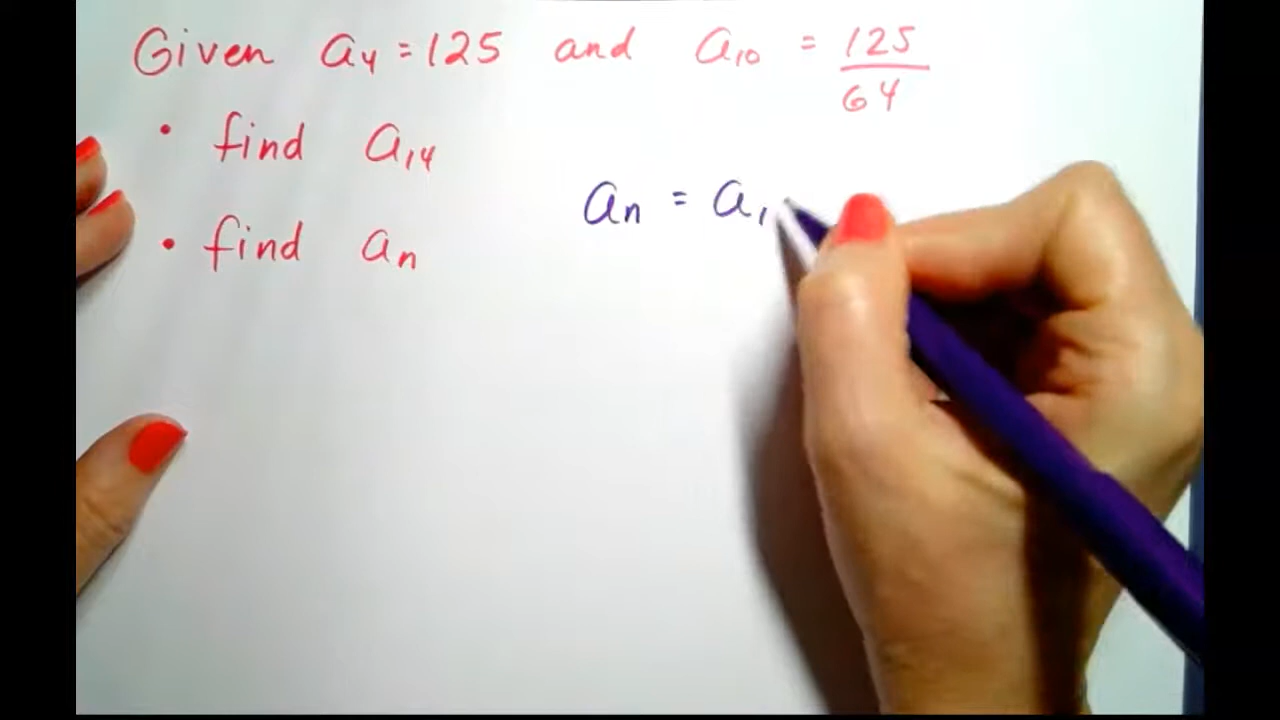 Given a₄ = 125 and a₁₀ = 125/64
• find a₁₄
aₙ = a₁
• find aₙ